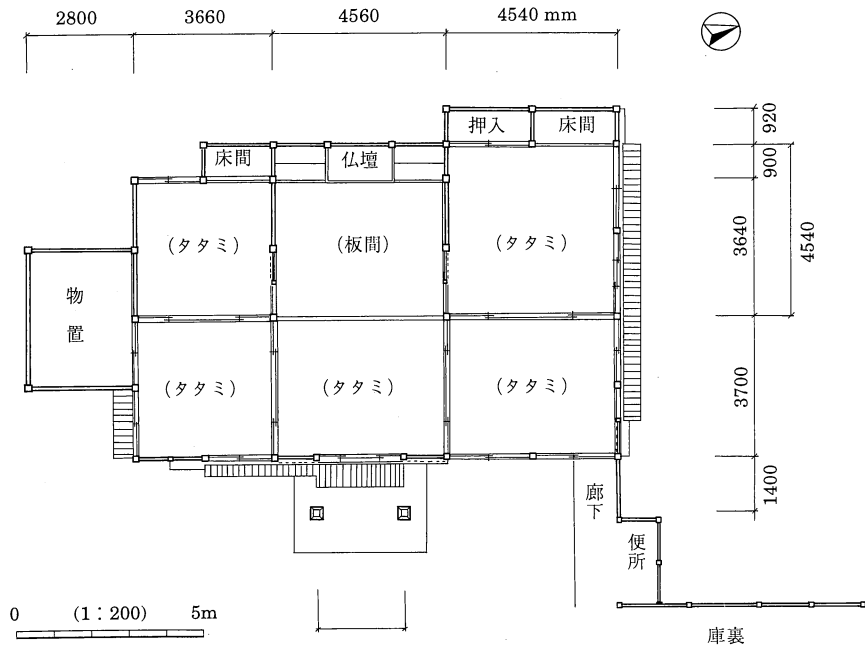 2800 3660 4560 4540 mm
押入 床間
920
床間 仏壇
900
(タタミ) (板間) (タタミ)
3640
4540
物置
(タタミ) (タタミ) (タタミ)
3700
廊下
1400
便所
0 (1：200) 5m
庫裏